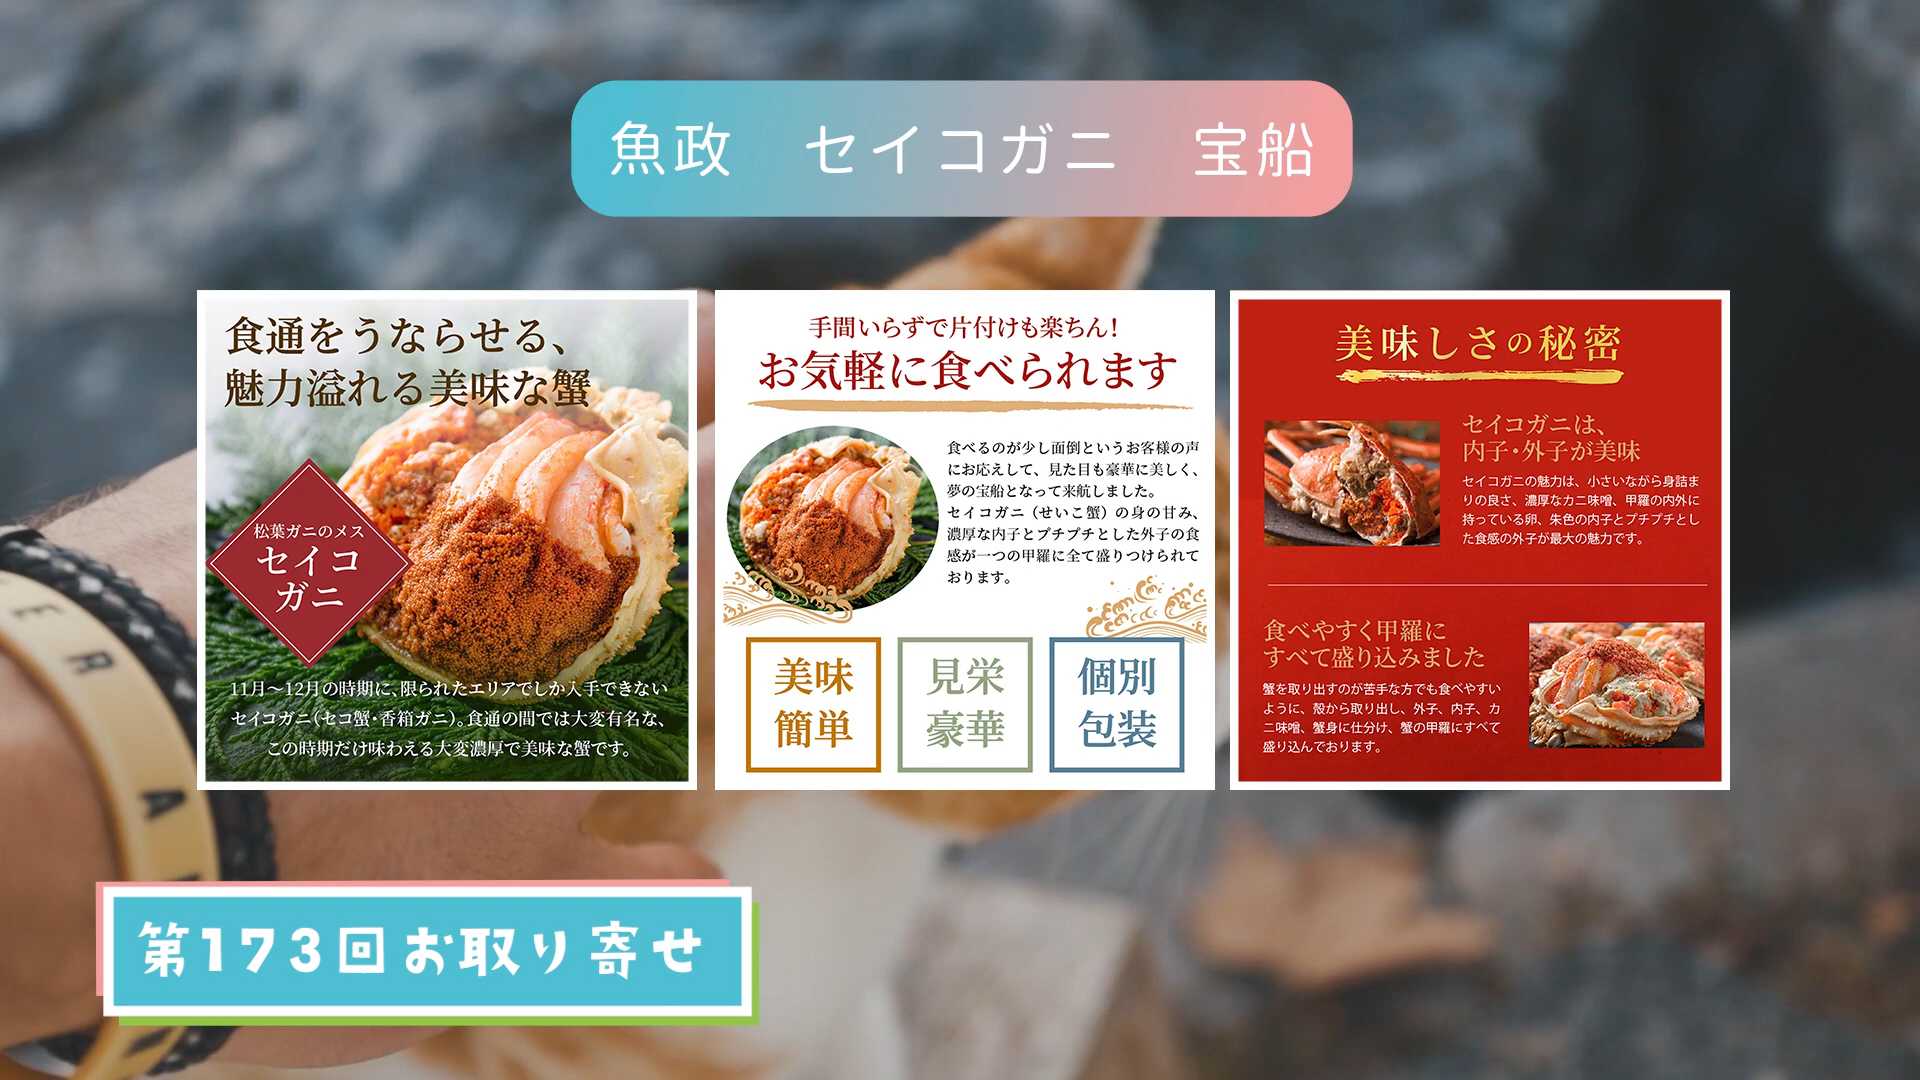 魚政　セイコガニ　宝船
食通をうならせる、
魅力溢れる美味な蟹
松葉ガニのメス
セイコ
ガニ
11月～12月の時期に、限られたエリアでしか入手できない
セイコガニ（セコ蟹・香箱ガニ）。食通の間では大変有名な、
この時期だけ味わえる大変濃厚で美味な蟹です。
手間いらずで片付けも楽ちん！
お気軽に食べられます
食べるのが少し面倒というお客様の声
にお応えして、見た目も豪華に美しく、
夢の宝船となって来航しました。
セイコガニ（せいこ蟹）の身の甘み、
濃厚な内子とプチプチとした外子の食
感が一つの甲羅に全て盛りつけられて
おります。
美味
簡単
見栄
豪華
個別
包装
美味しさの秘密
セイコガニは、
内子・外子が美味
セイコガニの魅力は、小さいながら身詰ま
りの良さ、濃厚なカニ味噌、甲羅の内外に
持っている卵、朱色の内子とプチプチとし
た食感の外子が最大の魅力です。
食べやすく甲羅に
すべて盛り込みました
蟹を取り出すのが苦手な方でも食べやすい
ように、殻から取り出し、外子、内子、カ
ニ味噌、蟹身に仕分け、蟹の甲羅にすべて
盛り込んでおります。
第173回お取り寄せ